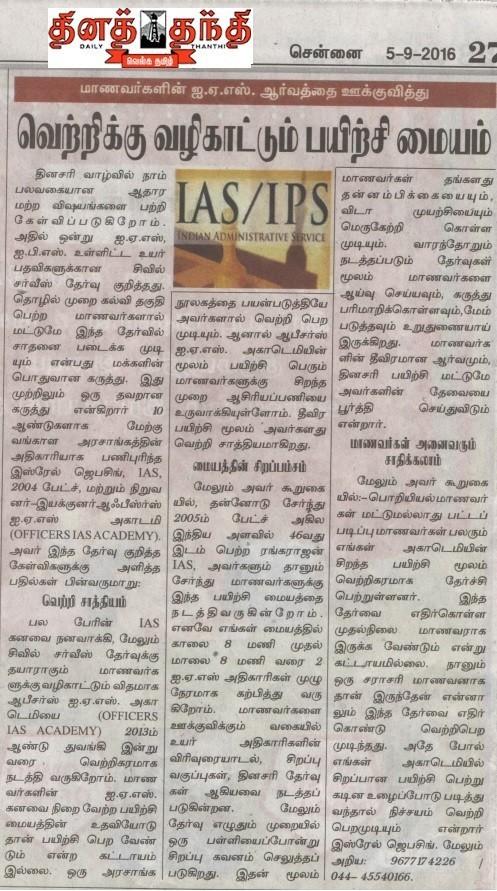 தினத்தந்தி
DAILY THANTHI
வெல்க தமிழ்
சென்னை 5-9-2016 27
மாணவர்களின் ஐ.ஏ.எஸ். ஆர்வத்தை ஊக்குவித்து
வெற்றிக்கு வழிகாட்டும் பயிற்சி மையம்
தினசரி வாழ்வில் நாம்
பலவகையான ஆதார
மற்ற விஷயங்களை பற்றி
கேள்விப்படுகிறோம்.
அதில் ஒன்று ஐ.ஏ.எஸ்,
ஐ.பி.எஸ். உள்ளிட்ட உயர்
பதவிகளுக்கான சிவில்
சர்வீஸ் தேர்வு குறித்தது.
தொழில் முறை கல்வி தகுதி
பெற்ற மாணவர்களால்
மட்டுமே இந்த தேர்வில்
சாதனை படைக்க முடி
யும் என்பது மக்களின்
பொதுவான கருத்து. இது
முற்றிலும் ஒரு தவறான
கருத்து என்கிறார் 10
ஆண்டுகளாக மேற்கு
வங்கான அரசாங்கத்தின்
அதிகாரியாக பணிபுரிந்த
இஸ்ரேல் ஜெபசிங், IAS,
2004 பேட்ச், மற்றும் நிறுவ
னர்-இயக்குனர்ஆஃபீஸ்ர்ஸ்
ஐ.ஏ.எஸ் அகாடமி
(OFFICERS IAS ACADEMY).
அவர் இந்த தேர்வு குறித்த
கேள்விகளுக்கு அளித்த
பதில்கள் பின்வருமாறு:
வெற்றி சாத்தியம்
பல பேரின் IAS
கனவை நனவாக்கி, மேலும்
சிவில் சர்வீஸ் தேர்வுக்கு
தயாராகும் மாணவர்க
ளுக்குவழிகாட்டும் விதமாக
ஆபீசர்ஸ் ஐ.ஏ.எஸ். அகா
டெமியை (OFFICERS
IAS ACADEMY) 2013ம்
ஆண்டு துவங்கி இன்று
வரை வெற்றிகரமாக
நடத்தி வருகிறோம். மாண
வர்களின் ஐ.ஏ.எஸ்.
கனவை நிறை வேற்ற பயிற்சி
மையத்தின் உதவியோடு
தான் பயிற்சி பெற வேண்
டும் என்ற கட்டாயம்
இல்லை. ஒரு அரசாங்க
IAS/IPS
INDIAN ADMINISTRATIVE SERVICE
நூலகத்தை பயன்படுத்தியே
அவர்களால் வெற்றி பெற
முடியும். ஆனால் ஆபீசர்ஸ்
ஐ.ஏ.எஸ். அகாடெமியின்
மூலம் பயிற்சி பெரும்
மாணவர்களுக்கு சிறந்த
முறை ஆசிரியப்பணியை
உருவாக்கியுள்ளோம். தீவிர
பயிற்சி மூலம் அவர்களது
வெற்றி சாத்தியமாகிறது.
மையத்தின் சிறப்பம்சம்
மேலும் அவர் கூறுகை
யில், தன்னோடு சேர்ந்து
2005ம் பேட்ச் அகில
இந்திய அளவில் 46வது
இடம் பெற்ற ரங்கராஜன்
IAS, அவர்களும் தானும்
சேர்ந்து மாணவர்களுக்கு
இந்த பயிற்சி மையத்தை
நடத்திவருகின்றோம்.
எனவே எங்கள் மையத்தில்
காலை 8 மணி முதல்
மாலை 8 மணி வரை 2
ஐ.ஏ.எஸ் அதிகாரிகள் முழு
நேரமாக கற்பித்து வரு
கிறோம். மாணவர்களை
ஊக்குவிக்கும் வகையில்
உயர் அதிகாரிகளின்
விரிவுரையாடல், சிறப்பு
வகுப்புகள், தினசரி தேர்வு
கள் ஆகியவை நடத்தப்
படுகின்றன. மேலும்
தேர்வு எழுதும் முறையில்
ஒரு பள்ளியைப்போன்று
சிறப்பு கவனம் செலுத்தப்
படுகிறது. இதன் மூலம்
மாணவர்கள் தங்களது
தன்னம்பிக்கையையும்,
விடா முயற்சியையும்
மெருகேற்றி கொள்ள
முடியும். வாரந்தோறும்
நடத்தப்படும் தேர்வுகள்
மூலம் மாணவர்களை
ஆய்வு செய்யவும், கருத்து
பரிமாறிக்கொள்ளவும்,மேம்
படுத்தவும் உறுதுணையாய்
இருக்கிறது. மாணவர்க
ளின் தீவிரமான ஆர்வமும்,
தினசரி பயிற்சி மட்டுமே
அவர்களின் தேவையை
பூர்த்தி செய்துவிடும்
என்றார்.
மாணவர்கள் அனைவரும்
சாதிக்கலாம்
மேலும் அவர் கூறுகை
யில்:-பொறியியல்மாணவர்
கள் மட்டுமல்லாது பட்டப்
படிப்பு மாணவர்கள் பலரும்
எங்கள் அகாடெமியின்
சிறந்த பயிற்சி மூலம்
வெற்றிகரமாக தேர்ச்சி
பெற்றுள்ளனர். இந்த
தேர்வை எதிர்கொள்ள
முதல்நிலை மாணவராக
இருக்க வேண்டும் என்று
கட்டாயமில்லை. நானும்
ஒரு சராசரி மாணவனாக
தான் இருந்தேன் என்னா
லும் இந்த தேர்வை எதிர்
கொண்டு வெற்றிபெற
முடிந்தது. அதே போல்
எங்கள் அகாடெமியில்
சிறப்பான பயிற்சி பெற்று
கடின உழைப்போடு படித்து
வந்தால் நிச்சயம் வெற்றி
பெறமுடியும் என்றார்
இஸ்ரேல் ஜெபசிங். மேலும்
அறிய: 9677174226 /
044- 45540166.